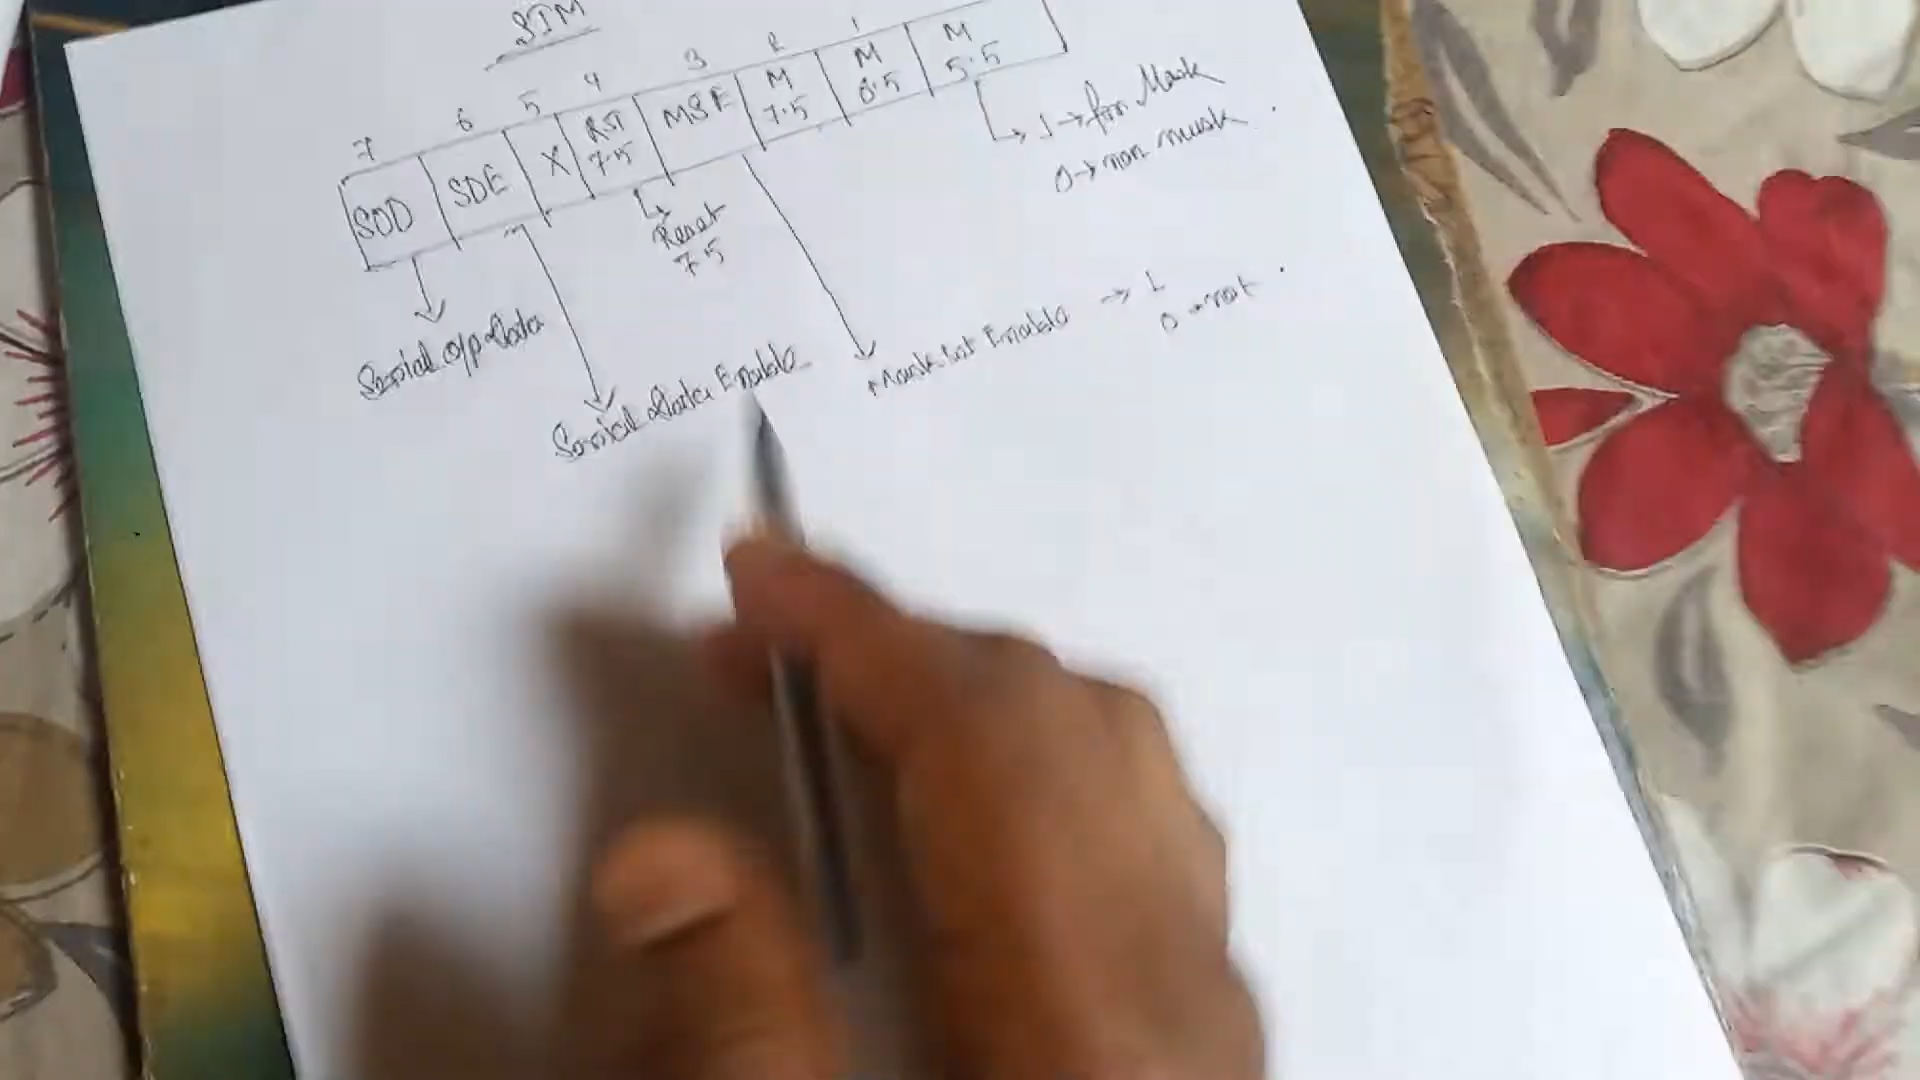 SIM
7 6 5 4 3 2 1
SOD SDE X RST 7.5 MSE M 7.5 M 6.5 M 5.5
1 → for Mask
0 → non mask.
Reset
7.5
Serial o/p data
Serial data Enable
Mask Set Enable → 1
0 → not.